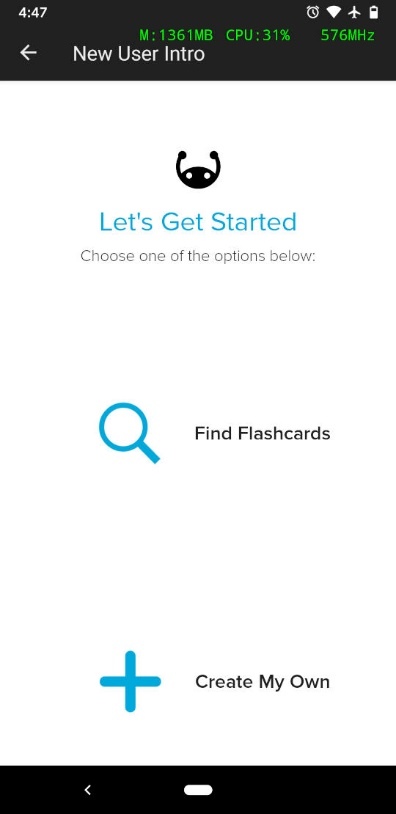 4:47
M:1361MB CPU:31% 576MHz
New User Intro
Let's Get Started
Choose one of the options below:
Find Flashcards
Create My Own